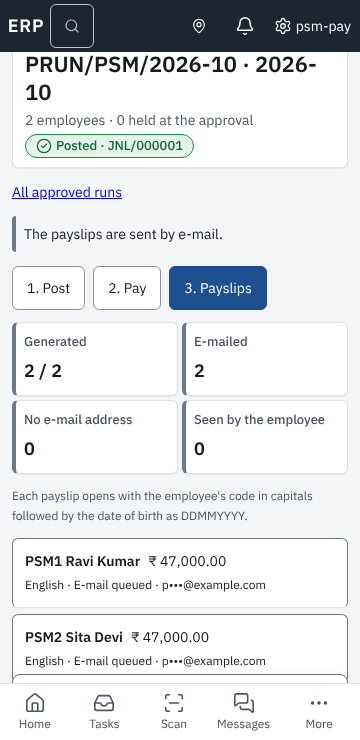 ERP
psm-pay
PRUN/PSM/2026-10 · 2026-
10
2 employees · 0 held at the approval
Posted · JNL/000001
All approved runs
The payslips are sent by e-mail.
1. Post
2. Pay
3. Payslips
Generated
2 / 2
E-mailed
2
No e-mail address
0
Seen by the employee
0
Each payslip opens with the employee's code in capitals
followed by the date of birth as DDMMYYYY.
PSM1 Ravi Kumar ₹ 47,000.00
English · E-mail queued · p•••@example.com
PSM2 Sita Devi ₹ 47,000.00
English · E-mail queued · p•••@example.com
Home
Tasks
Scan
Messages
More